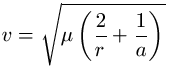 v = \sqrt{\mu \left( \frac{2}{r} + \frac{1}{a} \right)}